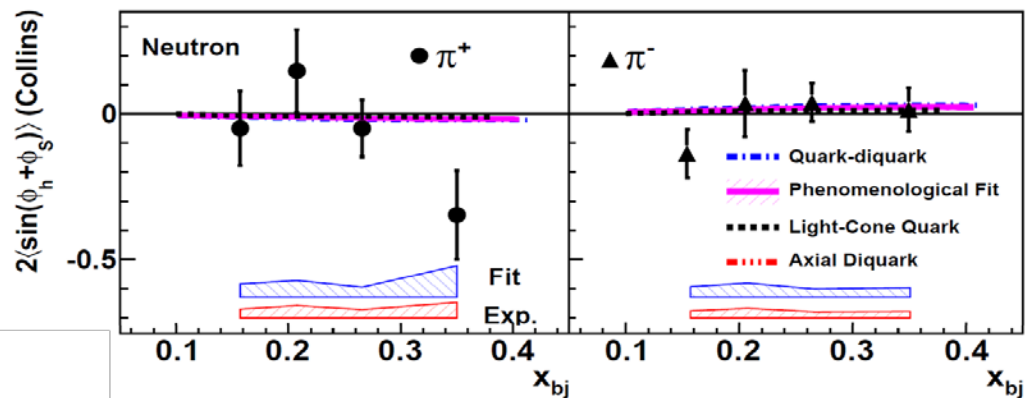 2⟨sin(ϕh+ϕS)⟩ (Collins)
Neutron
π+
π-
0
-0.5
Quark-diquark
Phenomenological Fit
Light-Cone Quark
Axial Diquark
Fit
Exp.
0.1 0.2 0.3 0.4
0.1 0.2 0.3 0.4
xbj
xbj